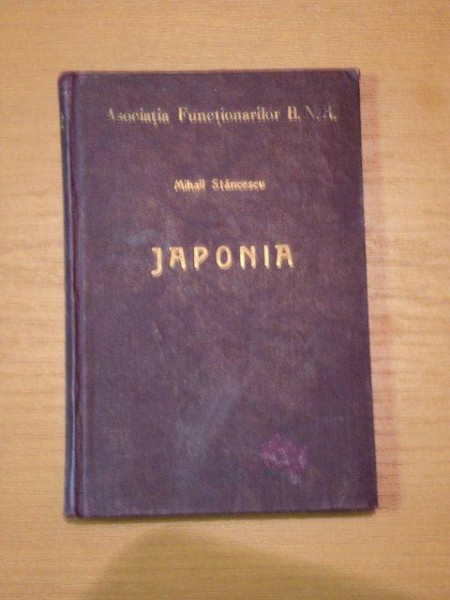 Asociația Funcționarilor B. N. A.
Mihail Stăncescu
JAPONIA